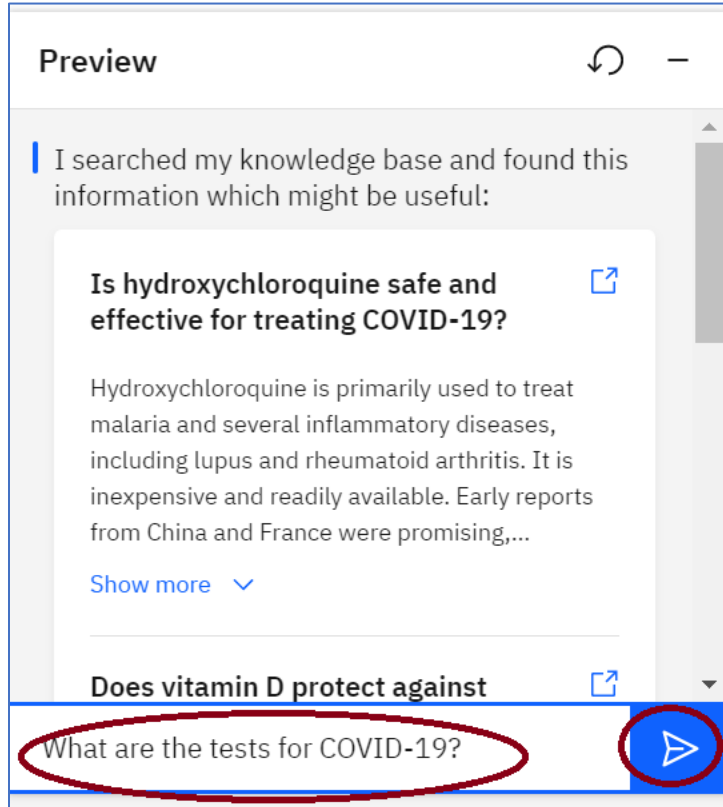 Preview
I searched my knowledge base and found this
information which might be useful:
Is hydroxychloroquine safe and
effective for treating COVID-19?
Hydroxychloroquine is primarily used to treat
malaria and several inflammatory diseases,
including lupus and rheumatoid arthritis. It is
inexpensive and readily available. Early reports
from China and France were promising,...
Show more
Does vitamin D protect against
What are the tests for COVID-19?